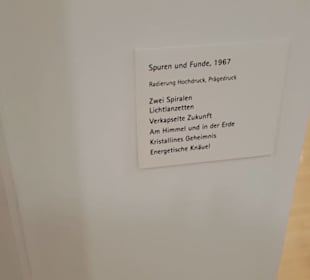 Spuren und Funde, 1967
Radierung Hochdruck, Prägedruck
Zwei Spiralen
Lichtlanzetten
Verkapselte Zukunft
Am Himmel und in der Erde
Kristallines Geheimnis
Energetische Knäuel